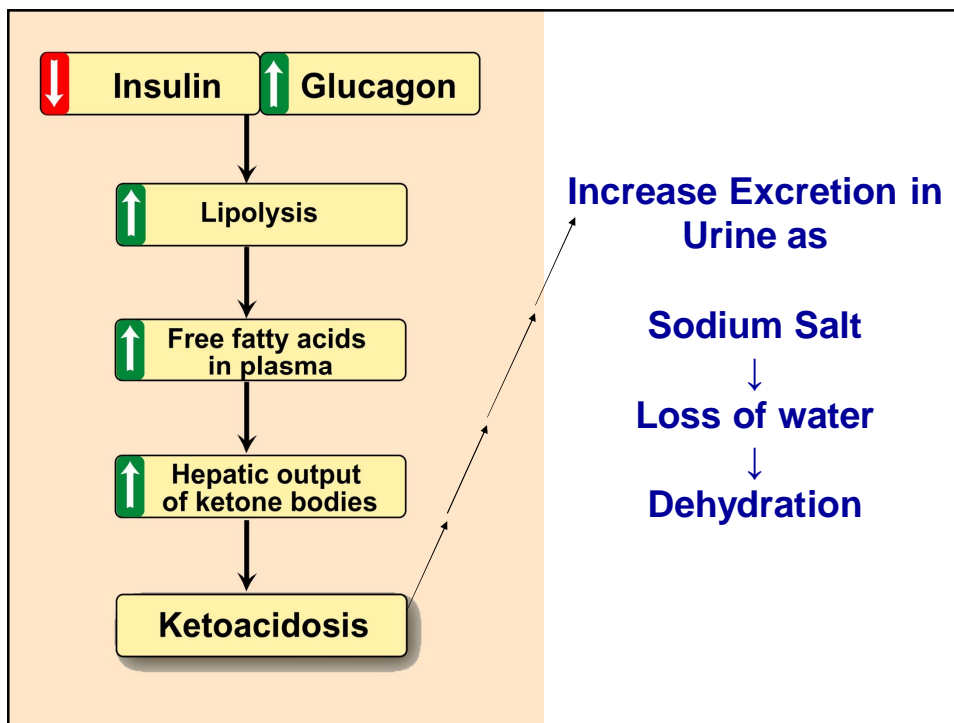 Insulin
Glucagon
Lipolysis
Free fatty acids
in plasma
Hepatic output
of ketone bodies
Ketoacidosis
Increase Excretion in
Urine as
Sodium Salt
↓
Loss of water
↓
Dehydration